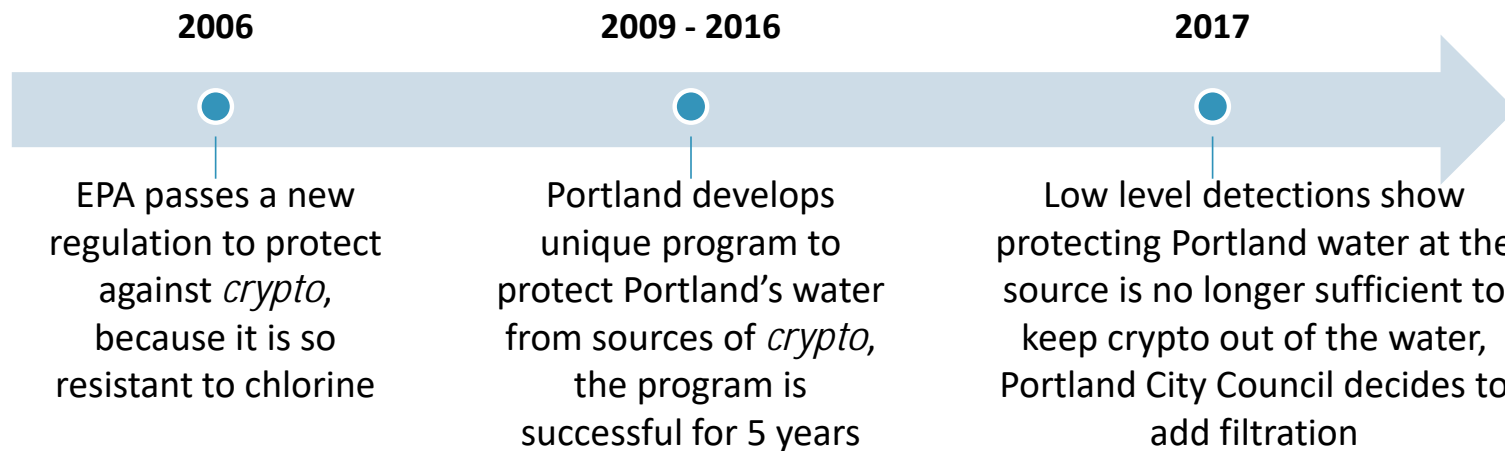 2006
EPA passes a new
regulation to protect
against crypto,
because it is so
resistant to chlorine
2009 - 2016
Portland develops
unique program to
protect Portland’s water
from sources of crypto,
the program is
successful for 5 years
2017
Low level detections show
protecting Portland water at the
source is no longer sufficient to
keep crypto out of the water,
Portland City Council decides to
add filtration